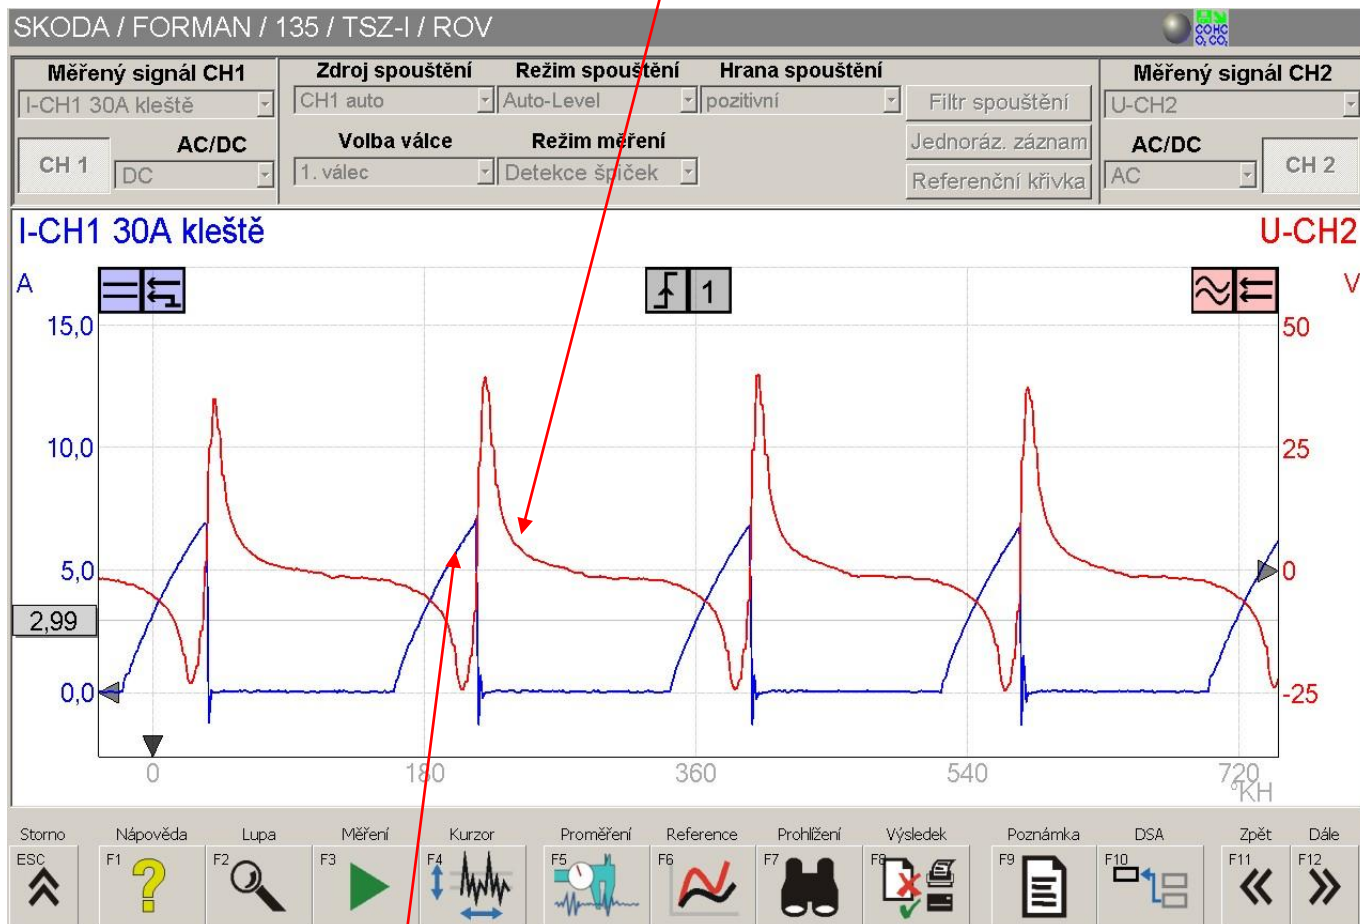 SKODA / FORMAN / 135 / TSZ-I / ROV
COHC
O₂CO₂
Měřený signál CH1
Zdroj spouštění
Režim spouštění
Hrana spouštění
Měřený signál CH2
I-CH1 30A kleště
CH1 auto
Auto-Level
pozitivní
Filtr spouštění
U-CH2
AC/DC
Volba válce
Režim měření
Jednoráz. záznam
AC/DC
CH 1
DC
1. válec
Detekce špiček
Referenční křivka
AC
CH 2
I-CH1 30A kleště
U-CH2
A
1
V
15,0
50
10,0
25
5,0
0
2,99
0,0
-25
0
180
360
540
720
°KH
Storno
Nápověda
Lupa
Měření
Kurzor
Proměření
Reference
Prohlížení
Výsledek
Poznámka
DSA
Zpět
Dále
ESC
F1
F2
F3
F4
F5
F6
F7
F8
F9
F10
F11
F12